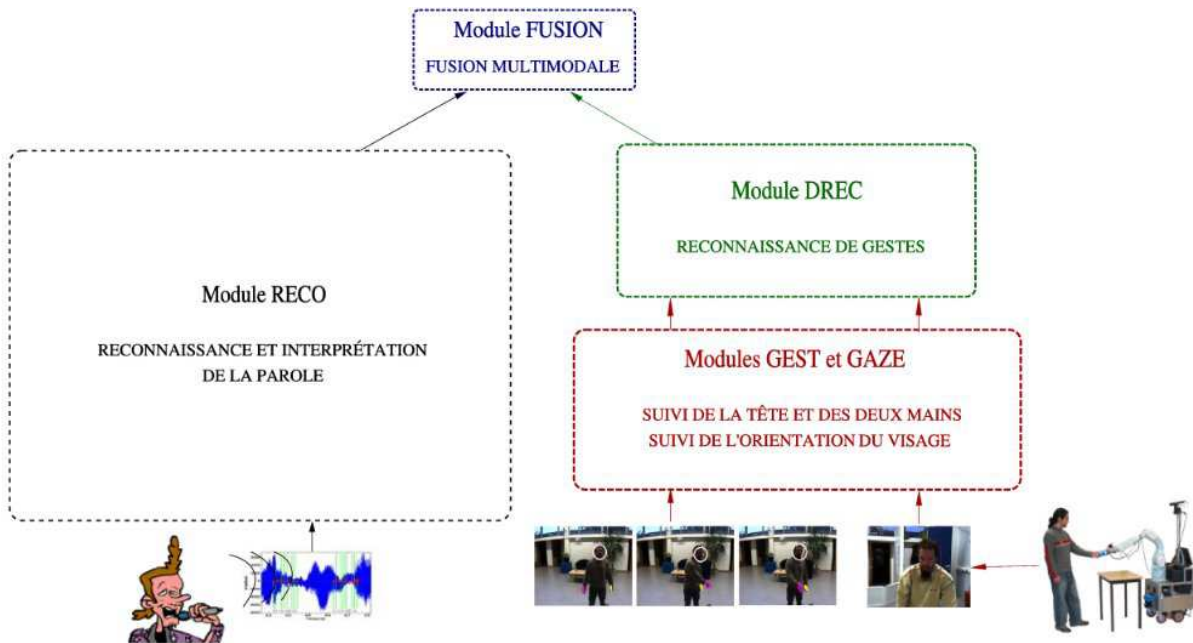 Module FUSION
FUSION MULTIMODALE
Module DREC
RECONNAISSANCE DE GESTES
Module RECO
RECONNAISSANCE ET INTERPRÉTATION
DE LA PAROLE
Modules GEST et GAZE
SUIVI DE LA TÊTE ET DES DEUX MAINS
SUIVI DE L'ORIENTATION DU VISAGE